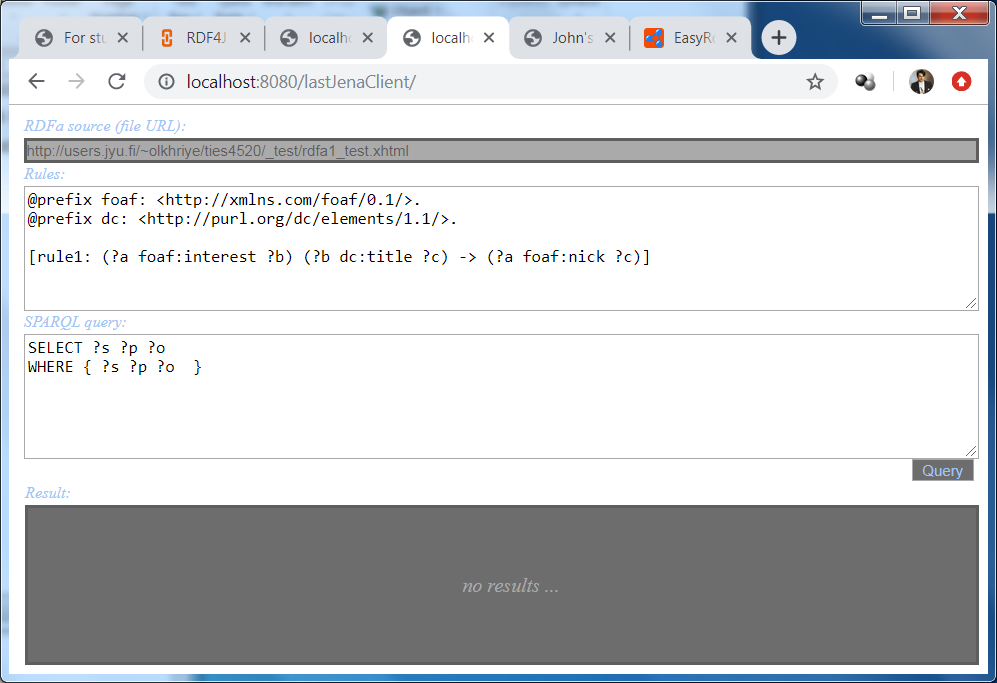 For stu
RDF4J
localho
localho
John's
EasyR
localhost:8080/lastJenaClient/
RDFa source (file URL):
http://users.jyu.fi/~olkhriye/ties4520/_test/rdfa1_test.xhtml
Rules:
@prefix foaf: <http://xmlns.com/foaf/0.1/>.
@prefix dc: <http://purl.org/dc/elements/1.1/>.
[rule1: (?a foaf:interest ?b) (?b dc:title ?c) -> (?a foaf:nick ?c)]
SPARQL query:
SELECT ?s ?p ?o
WHERE { ?s ?p ?o  }
Query
Result:
no results ...